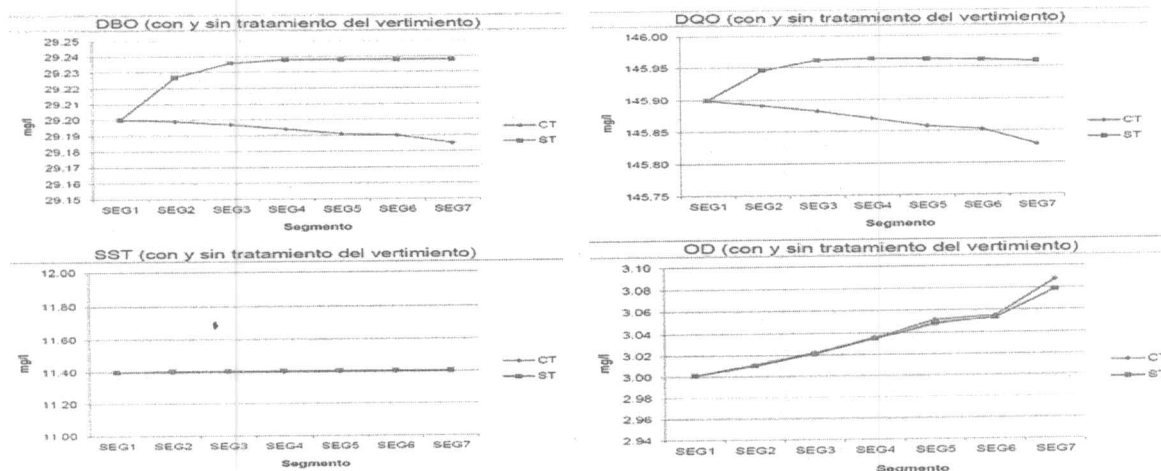 DBO (con y sin tratamiento del vertimiento)
29.25
29.24
29.23
29.22
29.21
29.20
29.19
29.18
29.17
29.16
29.15
mg/l
SEG1 SEG2 SEG3 SEG4 SEG5 SEG6 SEG7
Segmento
CT
ST
DQO (con y sin tratamiento del vertimiento)
146.00
145.95
145.90
145.85
145.80
145.75
mg/l
SEG1 SEG2 SEG3 SEG4 SEG5 SEG6 SEG7
Segmento
CT
ST
SST (con y sin tratamiento del vertimiento)
12.00
11.80
11.60
11.40
11.20
11.00
mg/l
SEG1 SEG2 SEG3 SEG4 SEG5 SEG6 SEG7
Segmento
CT
ST
OD (con y sin tratamiento del vertimiento)
3.10
3.08
3.06
3.04
3.02
3.00
2.98
2.96
2.94
mg/l
SEG1 SEG2 SEG3 SEG4 SEG5 SEG6 SEG7
Segmento
CT
S